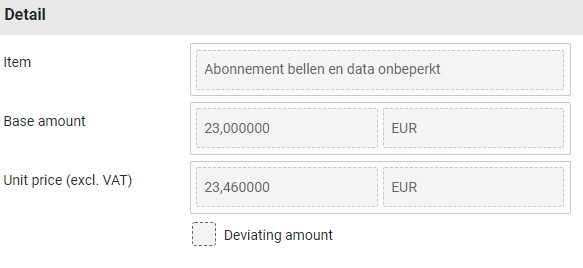 Detail
Item
Abonnement bellen en data onbeperkt
Base amount
23,000000 EUR
Unit price (excl. VAT)
23,460000 EUR
Deviating amount